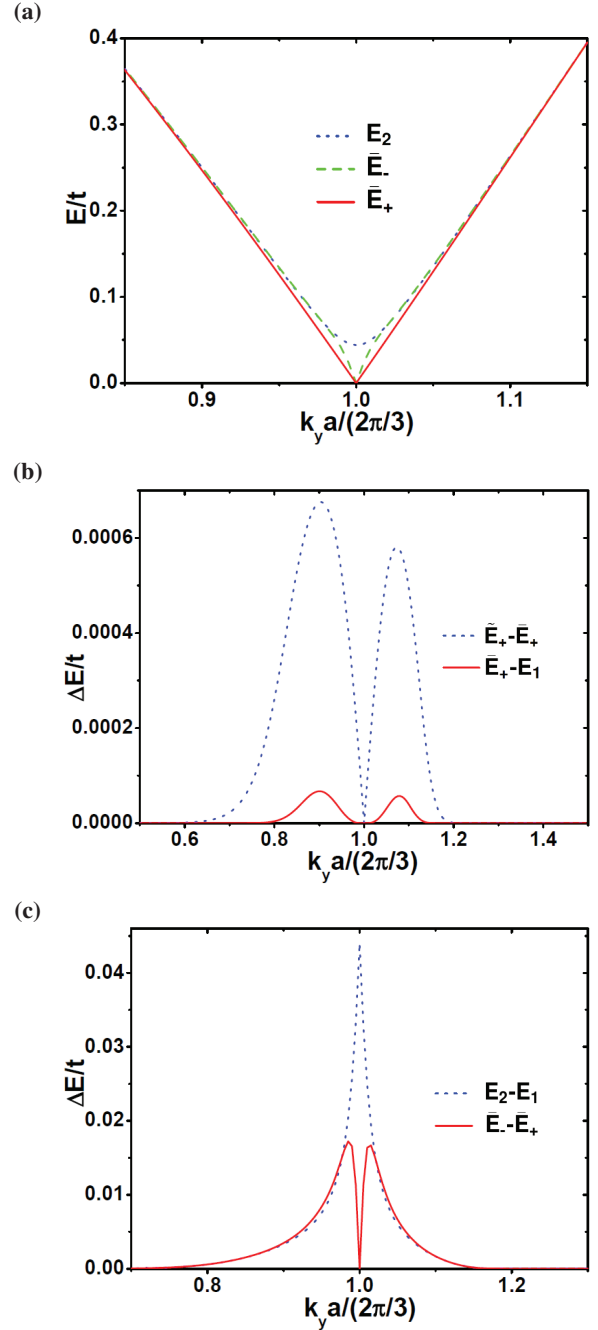 (a)
0.4
0.3
0.2
0.1
0.0
E/t
E₂
Ē₋
Ē₊
0.9 1.0 1.1
k_y a/(2π/3)
(b)
0.0006
0.0004
0.0002
0.0000
ΔE/t
Ẽ₊-Ē₊
Ē₊-E₁
0.6 0.8 1.0 1.2 1.4
k_y a/(2π/3)
(c)
0.04
0.03
0.02
0.01
0.00
ΔE/t
E₂-E₁
Ē₋-Ē₊
0.8 1.0 1.2
k_y a/(2π/3)